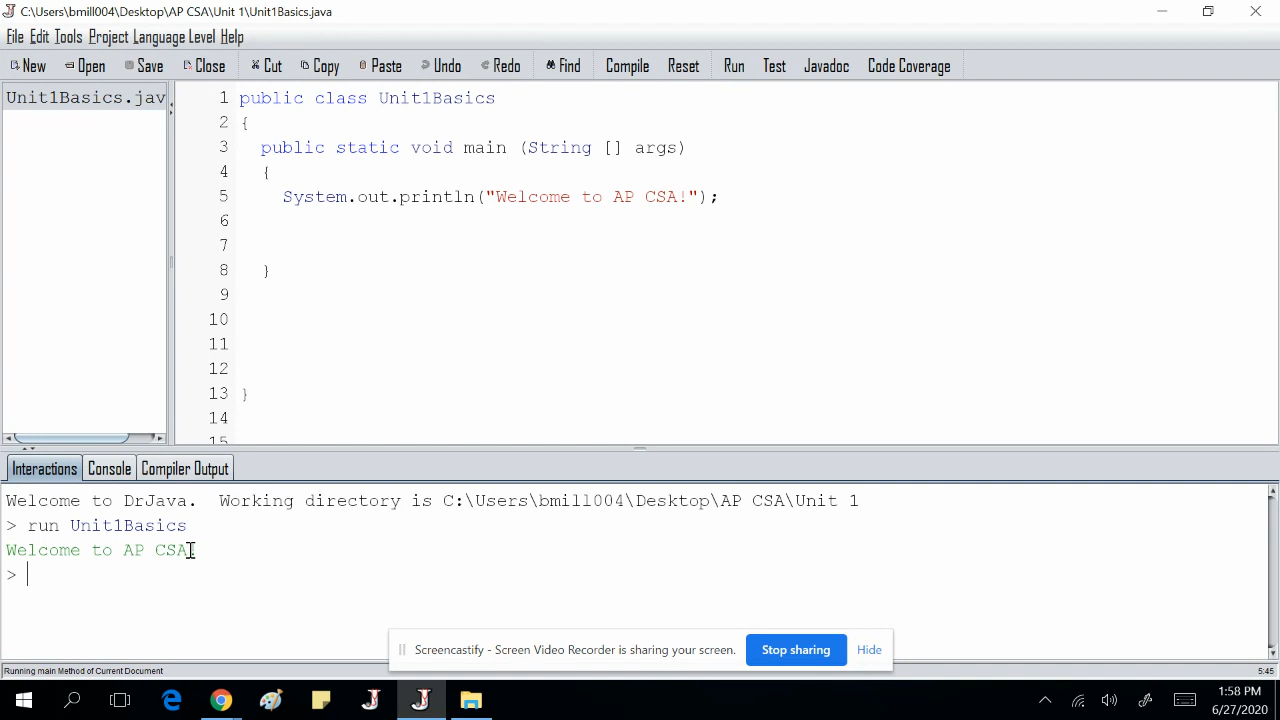 C:\Users\bmill004\Desktop\AP CSA\Unit 1\Unit1Basics.java
File Edit Tools Project Language Level Help
New Open Save Close Cut Copy Paste Undo Redo Find Compile Reset Run Test Javadoc Code Coverage
Unit1Basics.jav
1 public class Unit1Basics
2 {
3 public static void main (String [] args)
4 {
5 System.out.println("Welcome to AP CSA!");
6
7
8 }
9
10
11
12
13 }
14
15
Interactions Console Compiler Output
Welcome to DrJava. Working directory is C:\Users\bmill004\Desktop\AP CSA\Unit 1
> run Unit1Basics
Welcome to AP CSA!
>
Screencastify - Screen Video Recorder is sharing your screen. Stop sharing Hide
Running main Method of Current Document 5:45
1:58 PM
6/27/2020